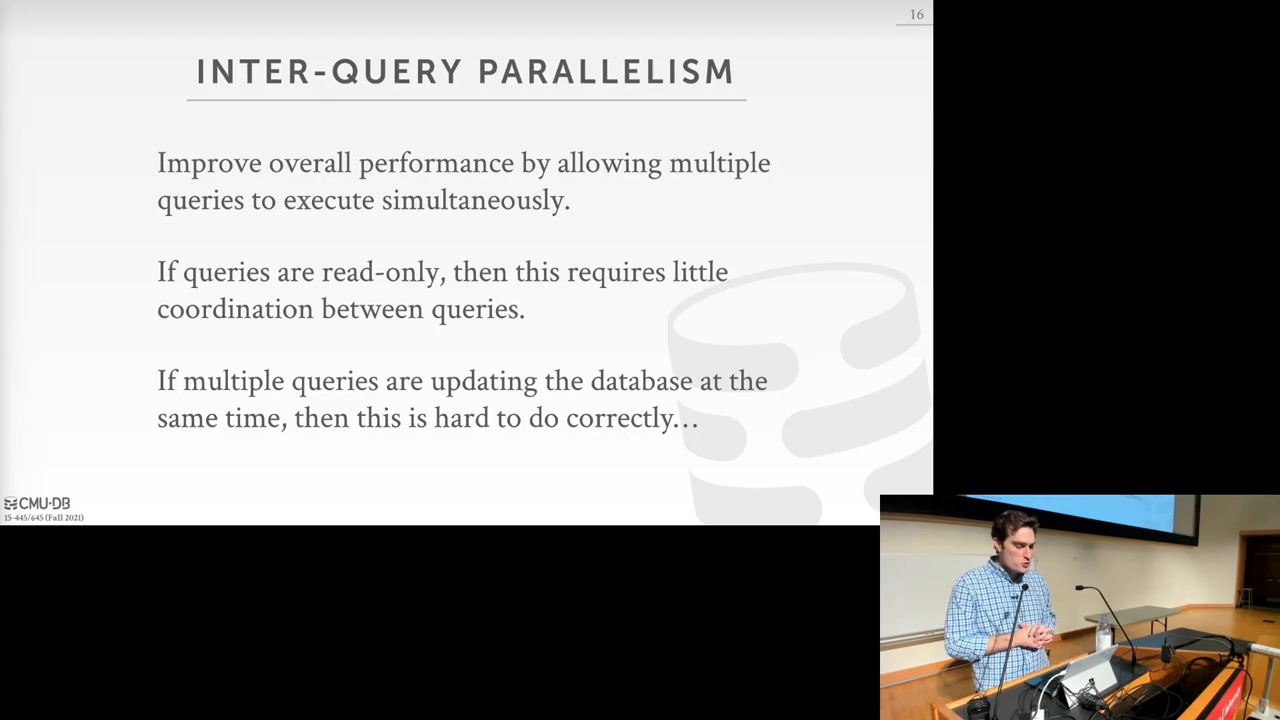 16
INTER-QUERY PARALLELISM
Improve overall performance by allowing multiple
queries to execute simultaneously.
If queries are read-only, then this requires little
coordination between queries.
If multiple queries are updating the database at the
same time, then this is hard to do correctly…
CMU·DB
15-445/645 (Fall 2021)